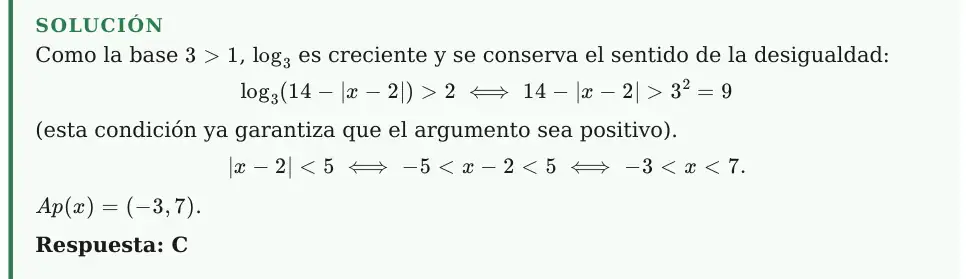 SOLUCIÓN
Como la base 3 > 1, log₃ es creciente y se conserva el sentido de la desigualdad:
log₃(14 − |x − 2|) > 2 ⟺ 14 − |x − 2| > 3² = 9
(esta condición ya garantiza que el argumento sea positivo).
|x − 2| < 5 ⟺ −5 < x − 2 < 5 ⟺ −3 < x < 7.
Ap(x) = (−3, 7).
Respuesta: C